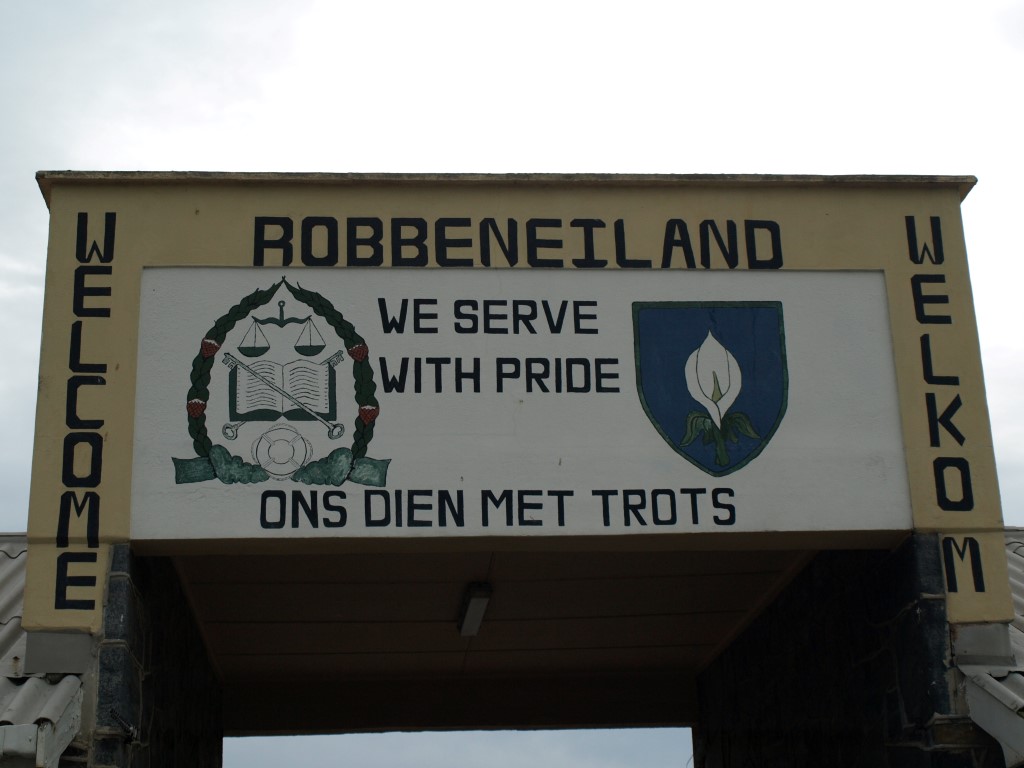 ROBBENEILAND
WELCOME
WE SERVE
WITH PRIDE
ONS DIEN MET TROTS
WELKOM